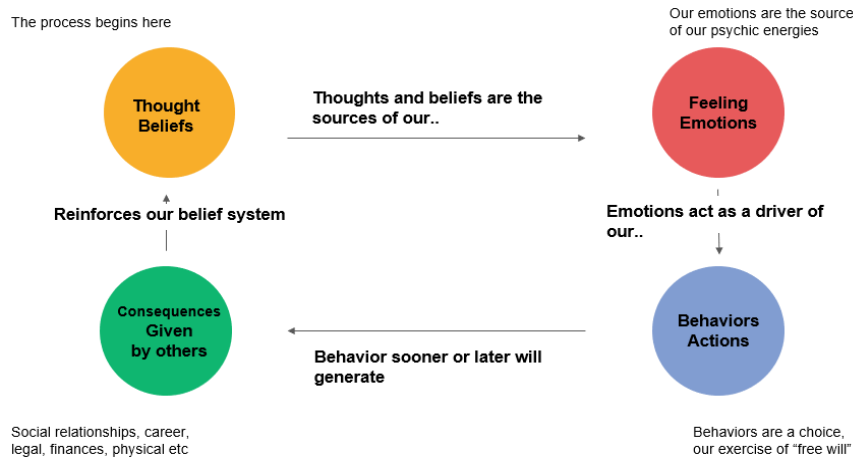 The process begins here
Our emotions are the source
of our psychic energies
Thought
Beliefs
Thoughts and beliefs are the
sources of our..
Feeling
Emotions
Reinforces our belief system
Emotions act as a driver of
our..
Consequences
Given
by others
Behavior sooner or later will
generate
Behaviors
Actions
Social relationships, career,
legal, finances, physical etc
Behaviors are a choice,
our exercise of “free will”